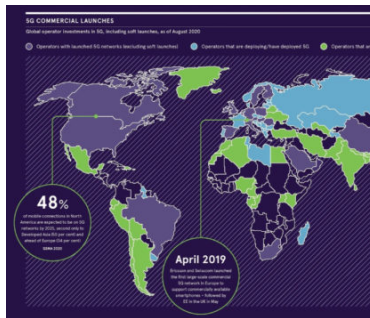 5G COMMERCIAL LAUNCHES
Global operator investments in 5G, including soft launches, as of August 2020
Operators with launched 5G networks (excluding soft launches)
Operators that are deploying/have deployed 5G
Operators that a
48%
of mobile connections in North
America are expected to be on 5G
networks by 2025, second only to
Developed Asia (50 per cent) and
ahead of Europe (34 per cent)
GSMA 2020
April 2019
Ericsson and Swisscom launched
the first large-scale commercial
5G network in Europe to
support commercially available
smartphones – followed by
EE in the UK in May